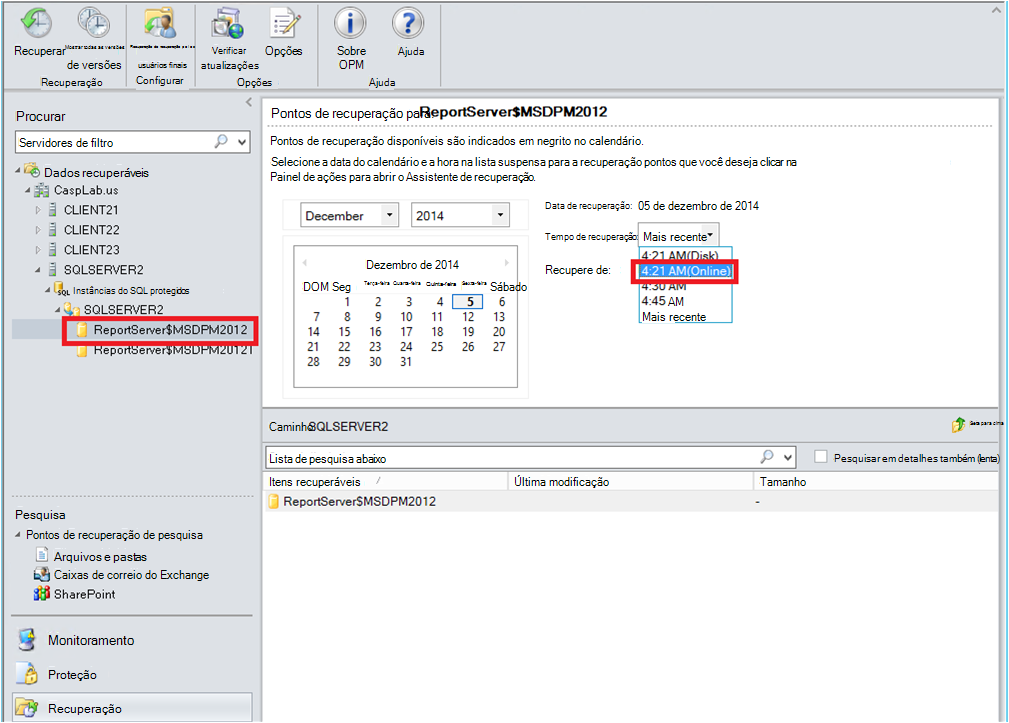 Recuperar
Mostrar todas as versões
de versões
Recuperação
usuários finais
Configurar
Verificar
atualizações
Opções
Opções
Sobre
OPM
Ajuda
Ajuda
Procurar
Servidores de filtro
Dados recuperáveis
CaspLab.us
CLIENT21
CLIENT22
CLIENT23
SQLSERVER2
Instâncias do SQL protegidos
SQLSERVER2
ReportServer$MSDPM2012
ReportServer$MSDPM2012T
Pesquisa
Pontos de recuperação de pesquisa
Arquivos e pastas
Caixas de correio do Exchange
SharePoint
Monitoramento
Proteção
Recuperação
Pontos de recuperação para: ReportServer$MSDPM2012
Pontos de recuperação disponíveis são indicados em negrito no calendário.
Selecione a data do calendário e a hora na lista suspensa para a recuperação pontos que você deseja clicar na
Painel de ações para abrir o Assistente de recuperação.
December 2014
Dezembro de 2014
DOM Seg Terça-feira Quarta-feira Quinta-feira Sexta-feira Sábado
1 2 3 4 5 6
7 8 9 10 11 12 13
14 15 16 17 18 19 20
21 22 23 24 25 26 27
28 29 30 31
Data de recuperação: 05 de dezembro de 2014
Tempo de recuperação: Mais recente
Recupere de:
4:21 AM(Disk)
4:21 AM(Online)
4:30 AM
4:45 AM
Mais recente
Caminho: SQLSERVER2
Seta para cima
Lista de pesquisa abaixo
Pesquisar em detalhes também (lenta)
Itens recuperáveis / Última modificação Tamanho
ReportServer$MSDPM2012 -